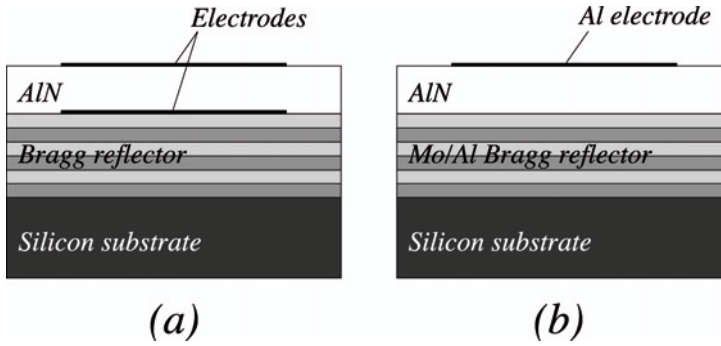 Electrodes
AlN
Bragg reflector
Silicon substrate
(a)
Al electrode
AlN
Mo/Al Bragg reflector
Silicon substrate
(b)